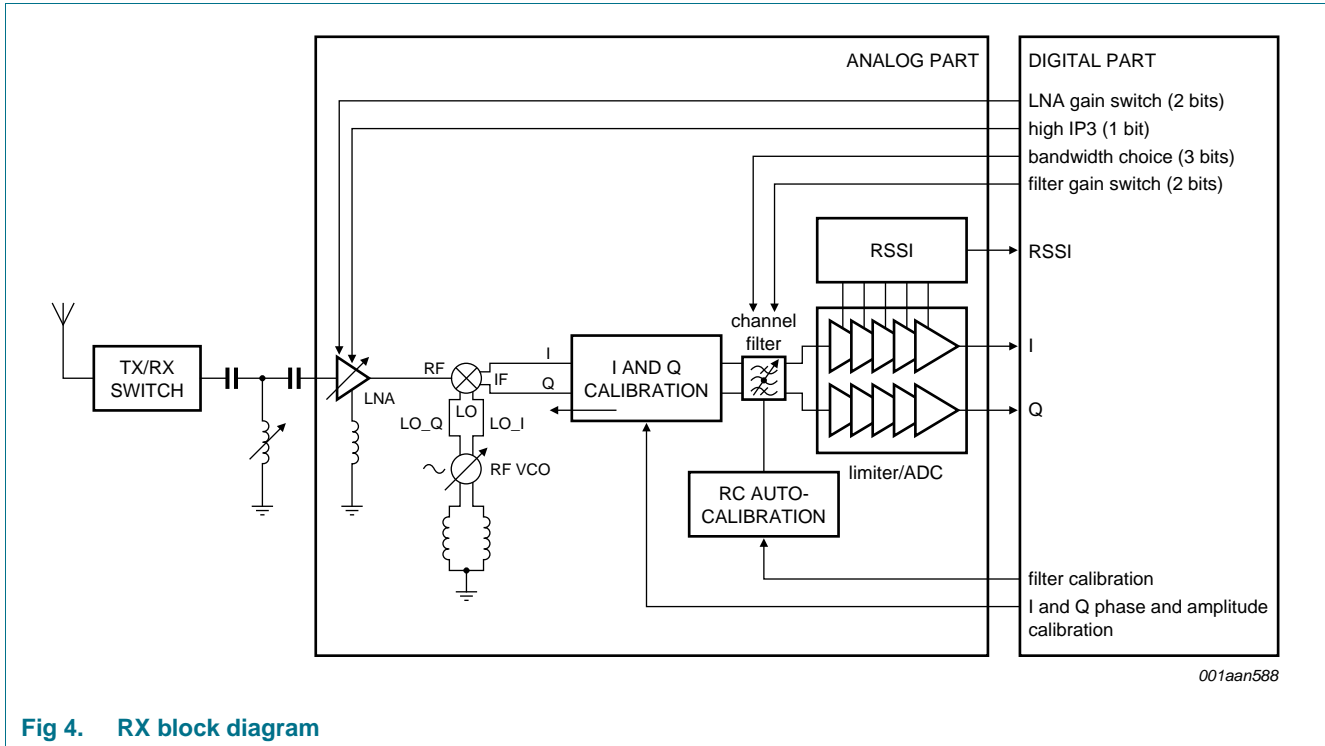 ANALOG PART
DIGITAL PART
LNA gain switch (2 bits)
high IP3 (1 bit)
bandwidth choice (3 bits)
filter gain switch (2 bits)
RSSI
RSSI
channel
filter
TX/RX
SWITCH
LNA
RF
IF
I
Q
LO
LO_Q
LO_I
RF VCO
I AND Q
CALIBRATION
I
Q
limiter/ADC
RC AUTO-
CALIBRATION
filter calibration
I and Q phase and amplitude
calibration
001aan588
Fig 4. RX block diagram